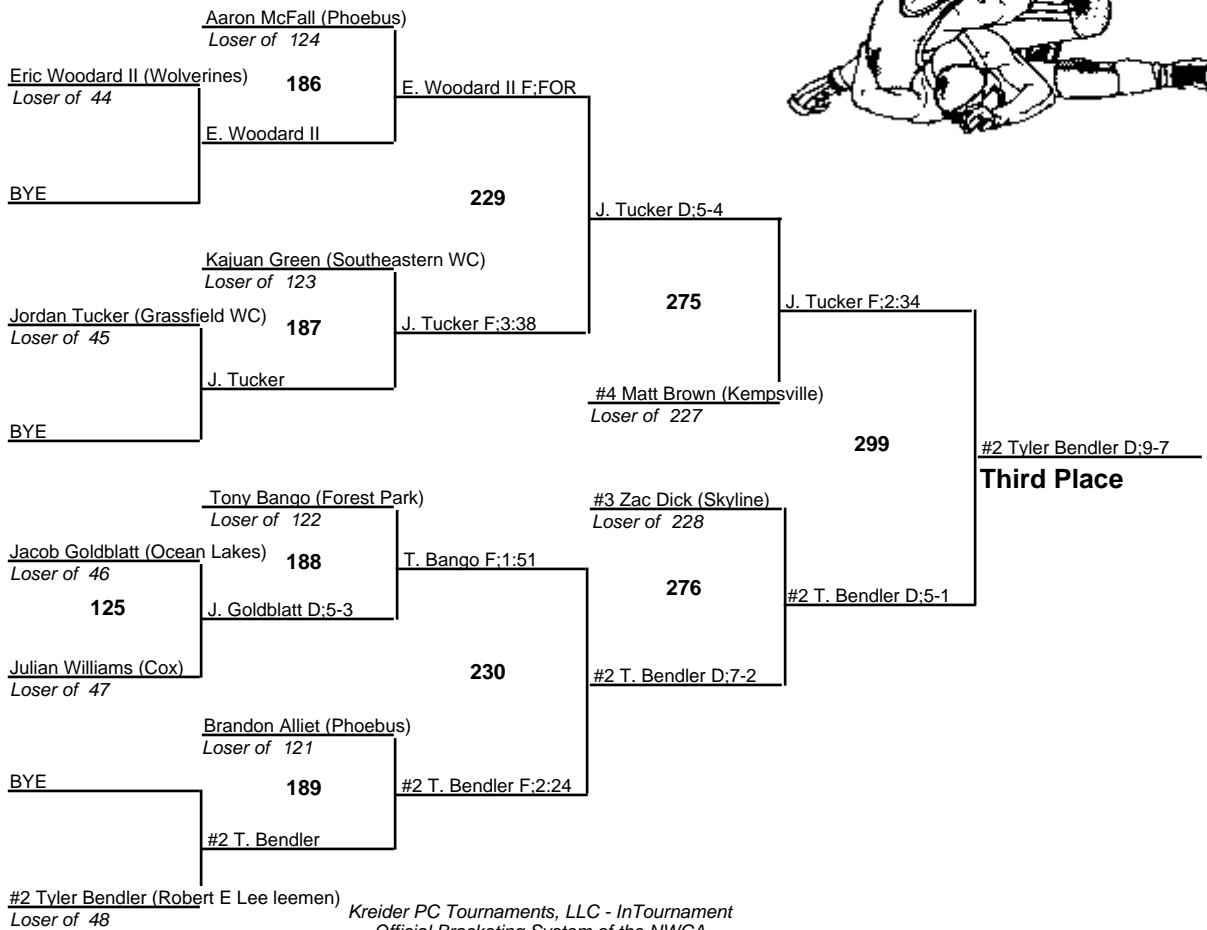 Aaron McFall (Phoebus)
Loser of 124
Eric Woodard II (Wolverines)
Loser of 44
186
E. Woodard II F;FOR
E. Woodard II
BYE
229
J. Tucker D;5-4
Kajuan Green (Southeastern WC)
Loser of 123
Jordan Tucker (Grassfield WC)
Loser of 45
187
J. Tucker F;3:38
275
J. Tucker F;2:34
J. Tucker
#4 Matt Brown (Kempsville)
Loser of 227
BYE
299
#2 Tyler Bendler D;9-7
Third Place
Tony Bango (Forest Park)
Loser of 122
#3 Zac Dick (Skyline)
Loser of 228
Jacob Goldblatt (Ocean Lakes)
Loser of 46
188
T. Bango F;1:51
125
J. Goldblatt D;5-3
276
#2 T. Bendler D;5-1
Julian Williams (Cox)
Loser of 47
230
#2 T. Bendler D;7-2
Brandon Alliet (Phoebus)
Loser of 121
BYE
189
#2 T. Bendler F;2:24
#2 T. Bendler
#2 Tyler Bendler (Robert E Lee leemen)
Loser of 48
Kreider PC Tournaments, LLC - InTournament
Official Bracketing System of the NWCA